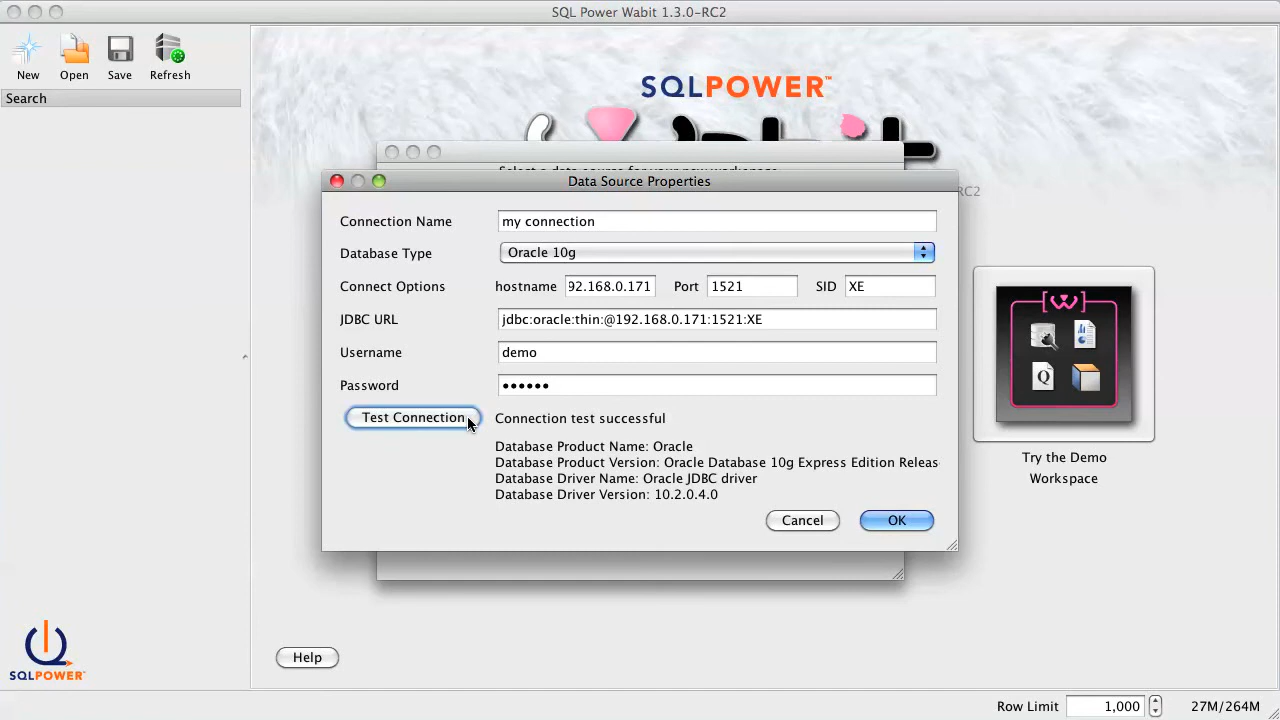 SQL Power Wabit 1.3.0-RC2
New Open Save Refresh
Search
SQLPOWER™
Data Source Properties
RC2
Connection Name my connection
Database Type Oracle 10g
Connect Options hostname 92.168.0.171 Port 1521 SID XE
JDBC URL jdbc:oracle:thin:@192.168.0.171:1521:XE
Username demo
Password ••••••
Test Connection Connection test successful
Database Product Name: Oracle
Database Product Version: Oracle Database 10g Express Edition Releas
Database Driver Name: Oracle JDBC driver
Database Driver Version: 10.2.0.4.0
Cancel OK
Q
Try the Demo
Workspace
SQLPOWER
Help
Row Limit 1,000 27M/264M